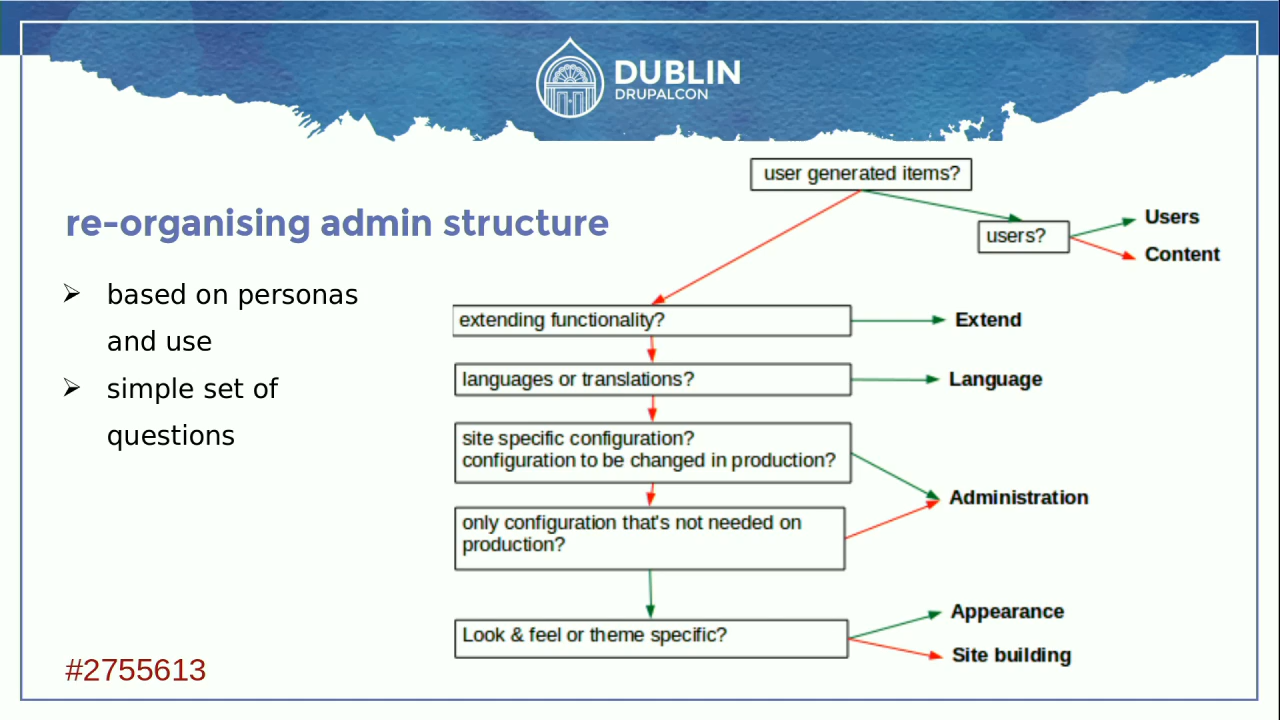 DUBLIN
DRUPALCON
re-organising admin structure
based on personas
and use
simple set of
questions
#2755613
user generated items?
users?
Users
Content
extending functionality?
Extend
languages or translations?
Language
site specific configuration?
configuration to be changed in production?
Administration
only configuration that's not needed on
production?
Look & feel or theme specific?
Appearance
Site building